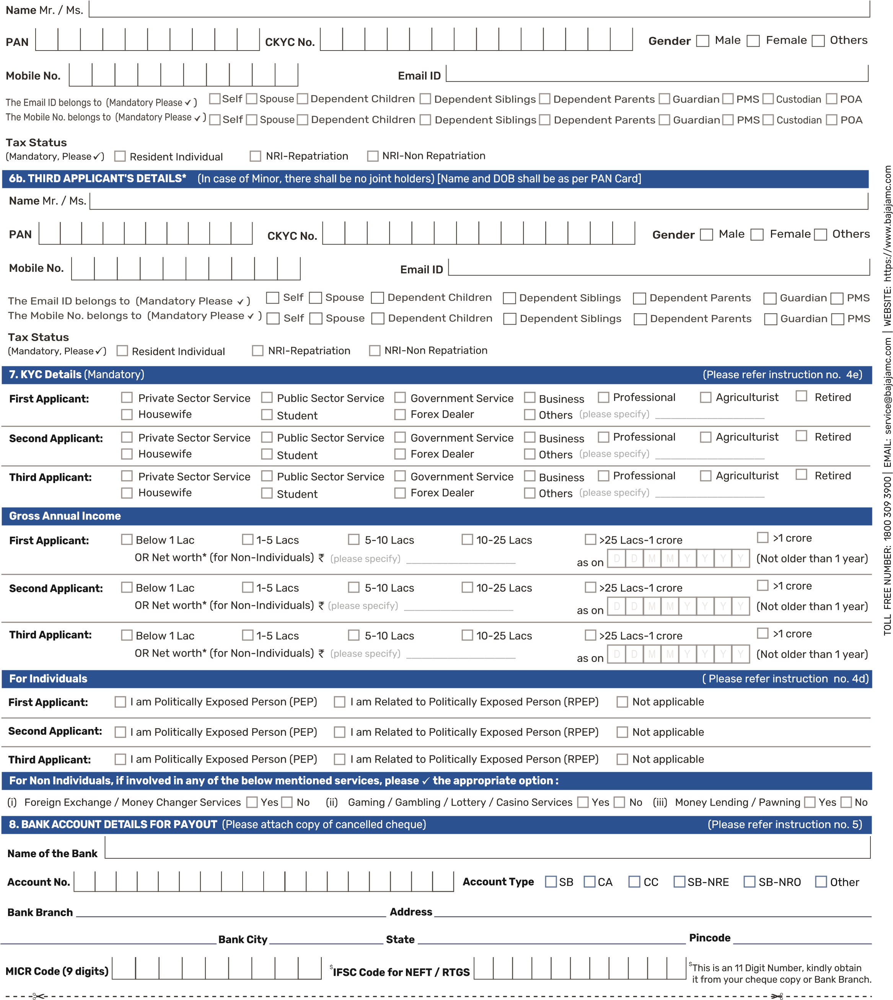 Name Mr. / Ms.
PAN CKYC No. Gender Male Female Others
Mobile No. Email ID
The Email ID belongs to (Mandatory Please ✓) Self Spouse Dependent Children Dependent Siblings Dependent Parents Guardian PMS Custodian POA
The Mobile No. belongs to (Mandatory Please ✓) Self Spouse Dependent Children Dependent Siblings Dependent Parents Guardian PMS Custodian POA
Tax Status
(Mandatory, Please ✓) Resident Individual NRI-Repatriation NRI-Non Repatriation
6b. THIRD APPLICANT'S DETAILS* (In case of Minor, there shall be no joint holders) [Name and DOB shall be as per PAN Card]
Name Mr. / Ms.
PAN CKYC No. Gender Male Female Others
Mobile No. Email ID
The Email ID belongs to (Mandatory Please ✓ ) Self Spouse Dependent Children Dependent Siblings Dependent Parents Guardian PMS
The Mobile No. belongs to (Mandatory Please ✓ ) Self Spouse Dependent Children Dependent Siblings Dependent Parents Guardian PMS
Tax Status
(Mandatory, Please ✓) Resident Individual NRI-Repatriation NRI-Non Repatriation
7. KYC Details (Mandatory) (Please refer instruction no. 4e)
First Applicant: Private Sector Service Public Sector Service Government Service Business Professional Agriculturist Retired
Housewife Student Forex Dealer Others (please specify)
Second Applicant: Private Sector Service Public Sector Service Government Service Business Professional Agriculturist Retired
Housewife Student Forex Dealer Others (please specify)
Third Applicant: Private Sector Service Public Sector Service Government Service Business Professional Agriculturist Retired
Housewife Student Forex Dealer Others (please specify)
Gross Annual Income
First Applicant: Below 1 Lac 1-5 Lacs 5-10 Lacs 10-25 Lacs >25 Lacs-1 crore >1 crore
OR Net worth* (for Non-Individuals) ₹ (please specify) as on D D M M Y Y Y Y (Not older than 1 year)
Second Applicant: Below 1 Lac 1-5 Lacs 5-10 Lacs 10-25 Lacs >25 Lacs-1 crore >1 crore
OR Net worth* (for Non-Individuals) ₹ (please specify) as on D D M M Y Y Y Y (Not older than 1 year)
Third Applicant: Below 1 Lac 1-5 Lacs 5-10 Lacs 10-25 Lacs >25 Lacs-1 crore >1 crore
OR Net worth* (for Non-Individuals) ₹ (please specify) as on D D M M Y Y Y Y (Not older than 1 year)
For Individuals ( Please refer instruction no. 4d)
First Applicant: I am Politically Exposed Person (PEP) I am Related to Politically Exposed Person (RPEP) Not applicable
Second Applicant: I am Politically Exposed Person (PEP) I am Related to Politically Exposed Person (RPEP) Not applicable
Third Applicant: I am Politically Exposed Person (PEP) I am Related to Politically Exposed Person (RPEP) Not applicable
For Non Individuals, if involved in any of the below mentioned services, please ✓ the appropriate option :
(i) Foreign Exchange / Money Changer Services Yes No (ii) Gaming / Gambling / Lottery / Casino Services Yes No (iii) Money Lending / Pawning Yes No
8. BANK ACCOUNT DETAILS FOR PAYOUT (Please attach copy of cancelled cheque) (Please refer instruction no. 5)
Name of the Bank
Account No. Account Type SB CA CC SB-NRE SB-NRO Other
Bank Branch Address
Bank City State Pincode
MICR Code (9 digits) $IFSC Code for NEFT / RTGS $This is an 11 Digit Number, kindly obtain
it from your cheque copy or Bank Branch.
TOLL FREE NUMBER: 1800 309 3900 | EMAIL: service@bajajamc.com | WEBSITE: https://www.bajajamc.com